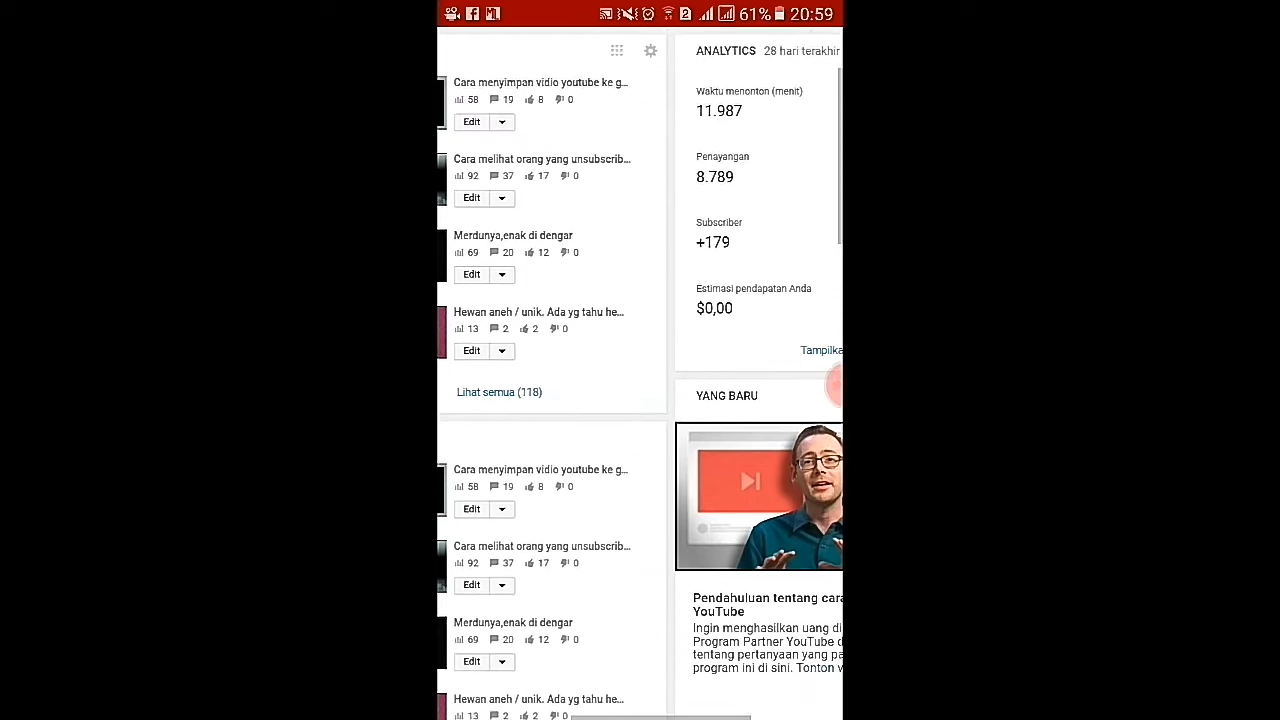 61% 20:59
Cara menyimpan vidio youtube ke g...
58 19 8 0
Edit
Cara melihat orang yang unsubscrib...
92 37 17 0
Edit
Merdunya,enak di dengar
69 20 12 0
Edit
Hewan aneh / unik. Ada yg tahu he...
13 2 2 0
Edit
Lihat semua (118)
Cara menyimpan vidio youtube ke g...
58 19 8 0
Edit
Cara melihat orang yang unsubscrib...
92 37 17 0
Edit
Merdunya,enak di dengar
69 20 12 0
Edit
Hewan aneh / unik. Ada yg tahu he...
13 2 2 0
ANALYTICS 28 hari terakhir
Waktu menonton (menit)
11.987
Penayangan
8.789
Subscriber
+179
Estimasi pendapatan Anda
$0,00
Tampilka
YANG BARU
Pendahuluan tentang cara
YouTube
Ingin menghasilkan uang di
Program Partner YouTube d
tentang pertanyaan yang pa
program ini di sini. Tonton v